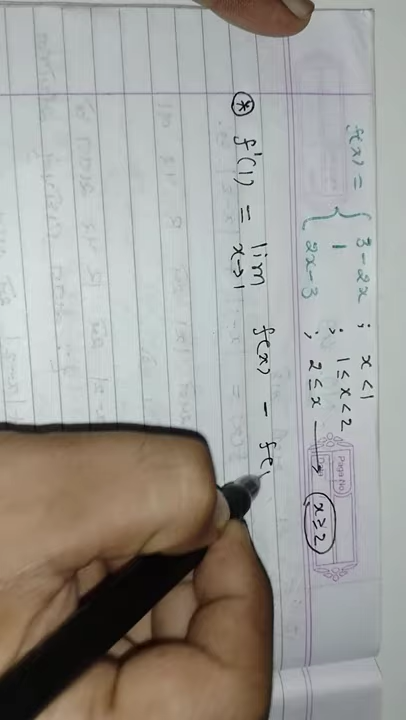 f(x) = { 3-2x ; x<1
1 ; 1≤x<2
2x-3 ; 2≤x → x≥2
Page No.
* f'(1) = lim f(x) - f(
x→1